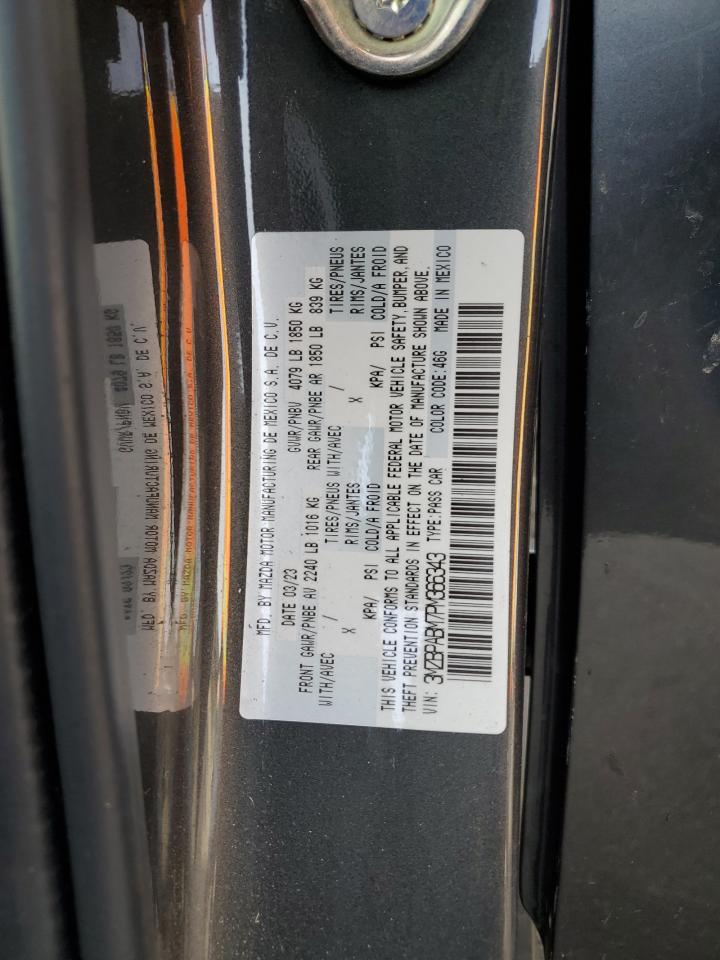 MFD. BY MAZDA MOTOR MANUFACTURING DE MEXICO S.A. DE C.V.
DATE 03/23 GVWR/PNBV 4079 LB 1850 KG
FRONT GAWR/PNBE AV 2240 LB 1016 KG REAR GAWR/PNBE AR 1850 LB 839 KG
WITH/AVEC / TIRES/PNEUS WITH/AVEC / TIRES/PNEUS
X RIMS/JANTES X RIMS/JANTES
KPA/ PSI COLD/A FROID KPA/ PSI COLD/A FROID
THIS VEHICLE CONFORMS TO ALL APPLICABLE FEDERAL MOTOR VEHICLE SAFETY, BUMPER, AND
THEFT PREVENTION STANDARDS IN EFFECT ON THE DATE OF MANUFACTURE SHOWN ABOVE.
VIN: 3MZBPABM7PM366343 TYPE:PASS CAR COLOR CODE:46G MADE IN MEXICO